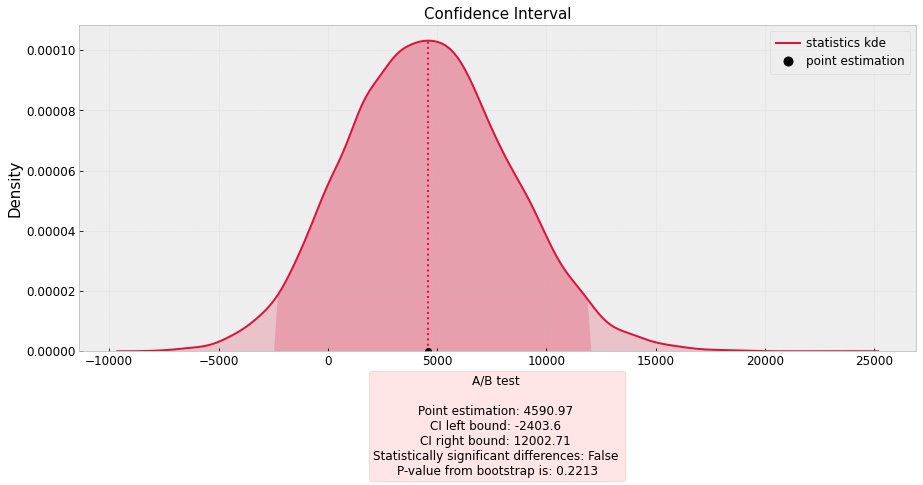 Confidence Interval
statistics kde
point estimation
Density
0.00010
0.00008
0.00006
0.00004
0.00002
0.00000
−10000 −5000 0 5000 10000 15000 20000 25000
A/B test
Point estimation: 4590.97
CI left bound: -2403.6
CI right bound: 12002.71
Statistically significant differences: False
P-value from bootstrap is: 0.2213